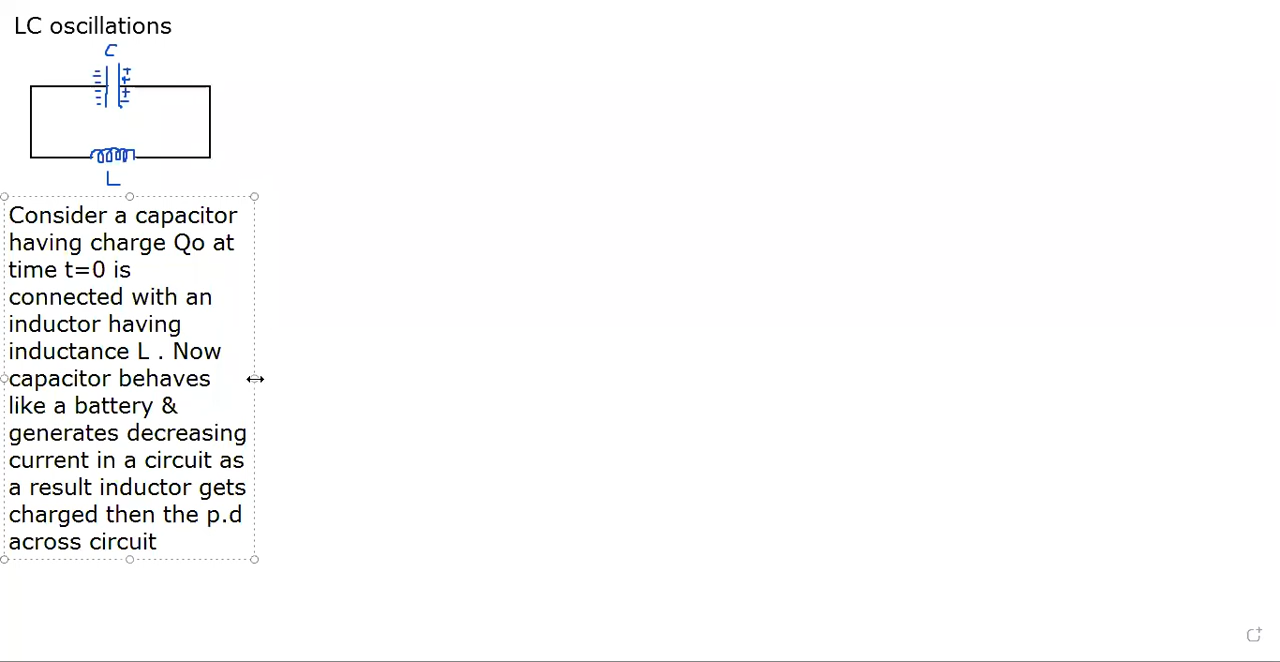 LC oscillations
C
L
Consider a capacitor
having charge Qo at
time t=0 is
connected with an
inductor having
inductance L . Now
capacitor behaves
like a battery &
generates decreasing
current in a circuit as
a result inductor gets
charged then the p.d
across circuit